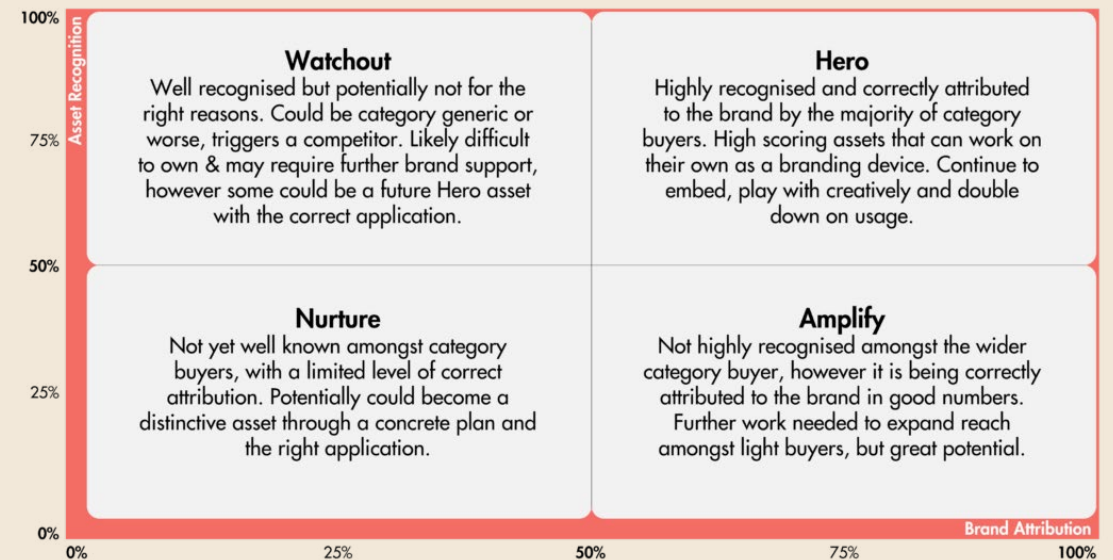 100%
Asset Recognition
75%
50%
25%
0%
Watchout
Well recognised but potentially not for the
right reasons. Could be category generic or
worse, triggers a competitor. Likely difficult
to own & may require further brand support,
however some could be a future Hero asset
with the correct application.
Hero
Highly recognised and correctly attributed
to the brand by the majority of category
buyers. High scoring assets that can work on
their own as a branding device. Continue to
embed, play with creatively and double
down on usage.
Nurture
Not yet well known amongst category
buyers, with a limited level of correct
attribution. Potentially could become a
distinctive asset through a concrete plan and
the right application.
Amplify
Not highly recognised amongst the wider
category buyer, however it is being correctly
attributed to the brand in good numbers.
Further work needed to expand reach
amongst light buyers, but great potential.
Brand Attribution
0%
25%
50%
75%
100%